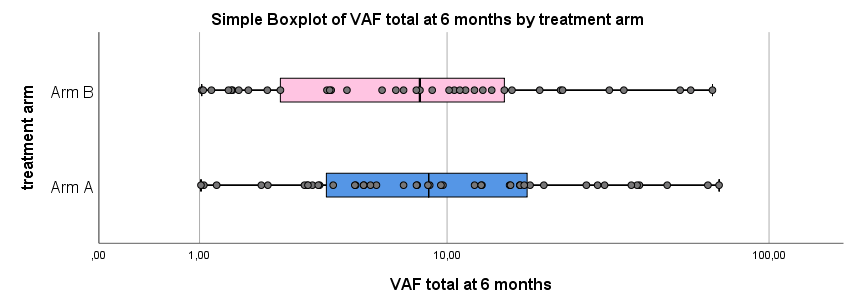 Simple Boxplot of VAF total at 6 months by treatment arm
treatment arm
Arm B
Arm A
,00 1,00 10,00 100,00
VAF total at 6 months